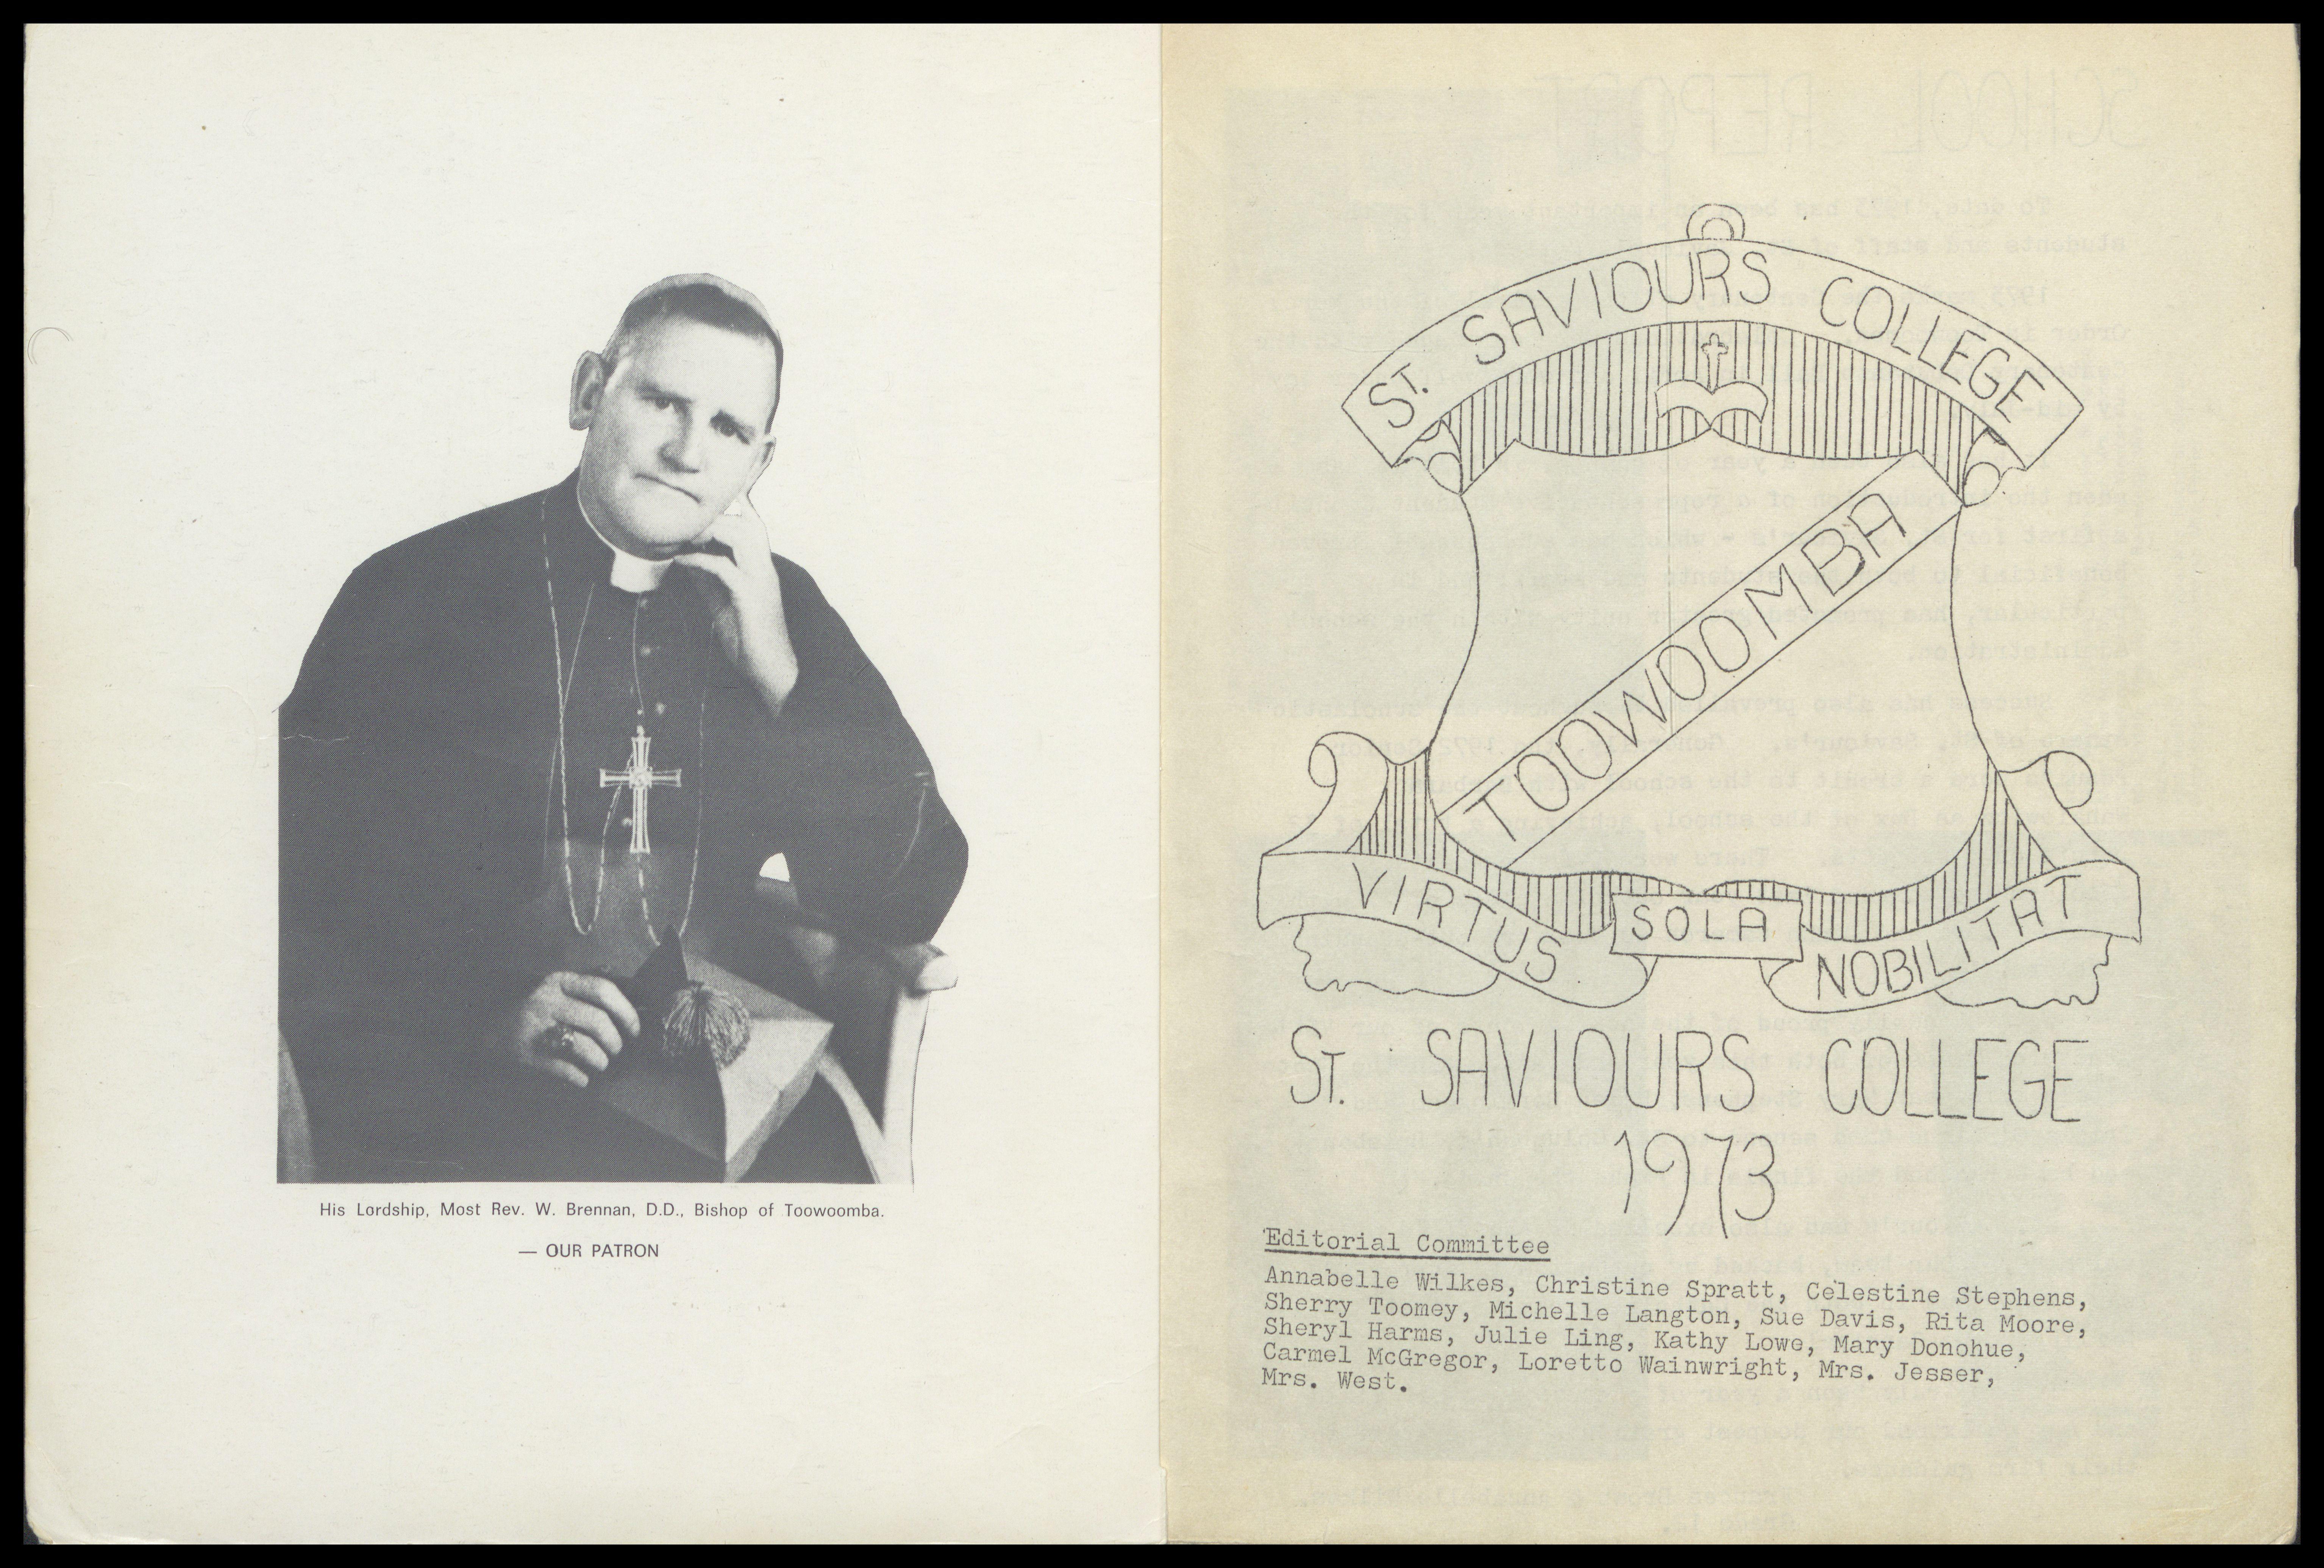 His Lordship, Most Rev. W. Brennan, D.D., Bishop of Toowoomba.
— OUR PATRON
ST. SAVIOURS COLLEGE
TOOWOOMBA
VIRTUS SOLA NOBILITAT
ST. SAVIOURS COLLEGE
1973
Editorial Committee
Annabelle Wilkes, Christine Spratt, Celestine Stephens,
Sherry Toomey, Michelle Langton, Sue Davis, Rita Moore,
Sheryl Harms, Julie Ling, Kathy Lowe, Mary Donohue,
Carmel McGregor, Loretto Wainwright, Mrs. Jesser,
Mrs. West.